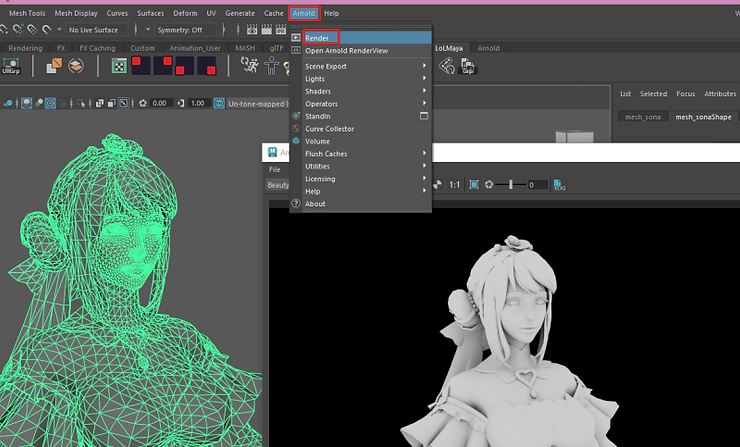 Mesh Tools Mesh Display Curves Surfaces Deform UV Generate Cache Arnold Help
No Live Surface Symmetry: Off
Rendering FX FX Caching Custom Animation_User MASH glTF LoLMaya Arnold
UnGrp Grp
0.00 1.00 Un-tone-mapped
Render
Open Arnold RenderView
Scene Export
Lights
Shaders
Operators
StandIn
Curve Collector
Volume
Flush Caches
Utilities
Licensing
Help
About
List Selected Focus Attributes
mesh_sona mesh_sonaShape
File
Beauty
1:1 0 LOG